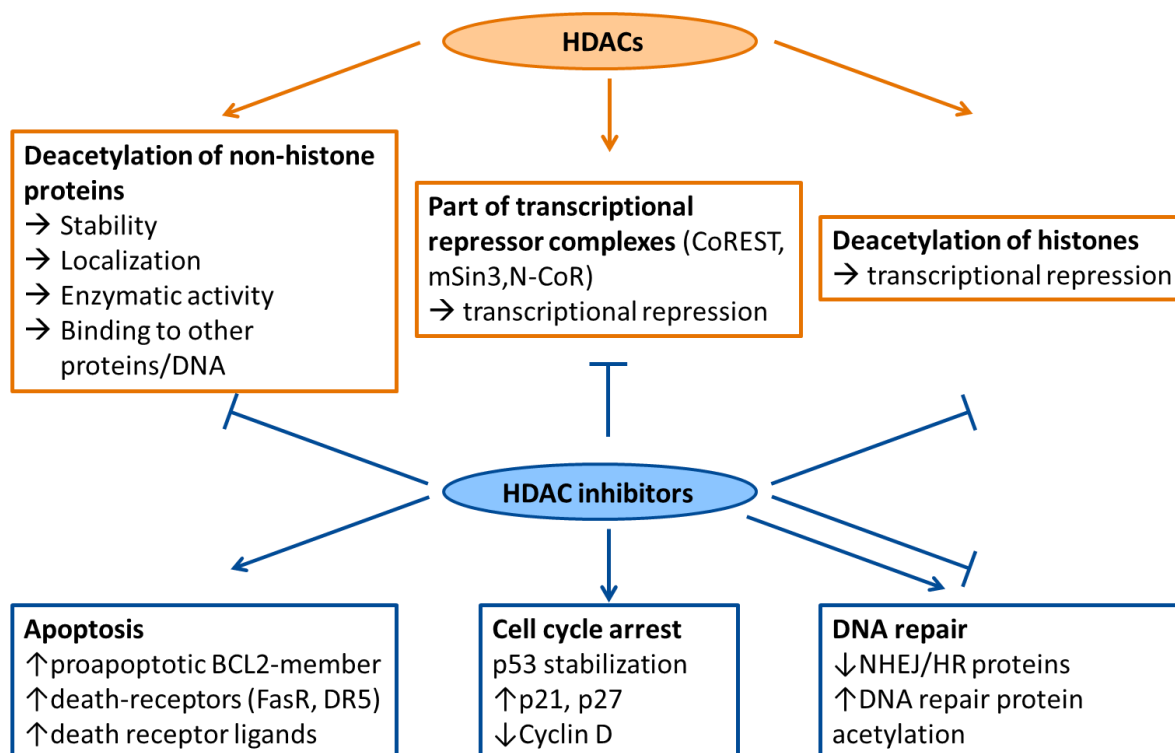 HDACs
Deacetylation of non-histone
proteins
→ Stability
→ Localization
→ Enzymatic activity
→ Binding to other
proteins/DNA
Part of transcriptional
repressor complexes (CoREST,
mSin3,N-CoR)
→ transcriptional repression
Deacetylation of histones
→ transcriptional repression
HDAC inhibitors
Apoptosis
↑proapoptotic BCL2-member
↑death-receptors (FasR, DR5)
↑death receptor ligands
Cell cycle arrest
p53 stabilization
↑p21, p27
↓Cyclin D
DNA repair
↓NHEJ/HR proteins
↑DNA repair protein
acetylation